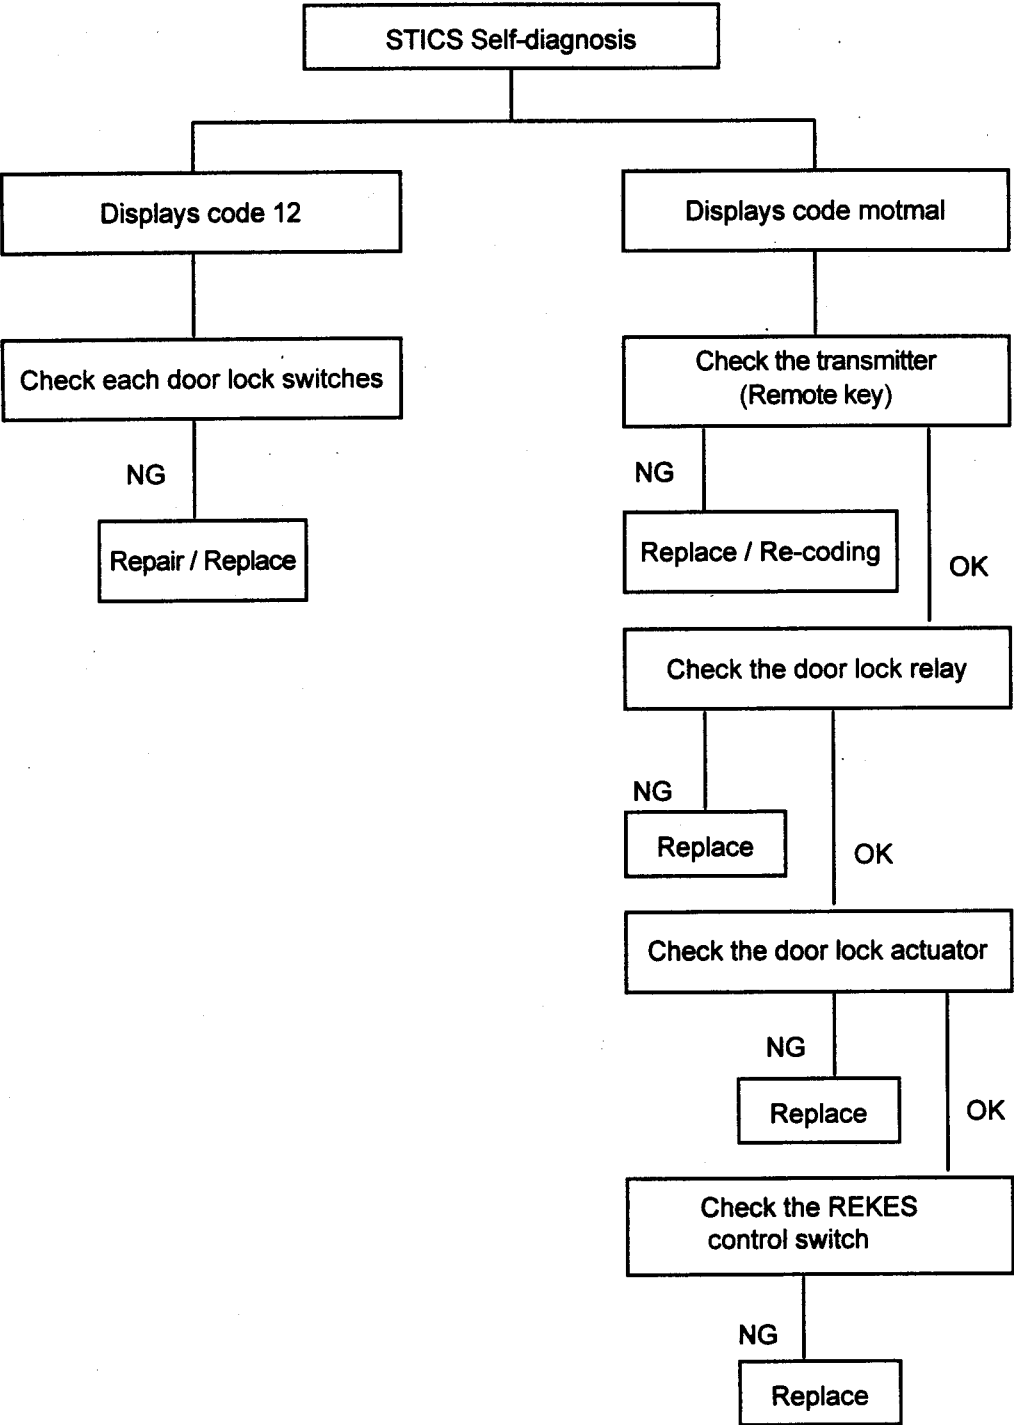 STICS Self-diagnosis
Displays code 12
Check each door lock switches
NG
Repair / Replace
Displays code motmal
Check the transmitter
(Remote key)
NG
Replace / Re-coding
OK
Check the door lock relay
NG
Replace
OK
Check the door lock actuator
NG
Replace
OK
Check the REKES
control switch
NG
Replace